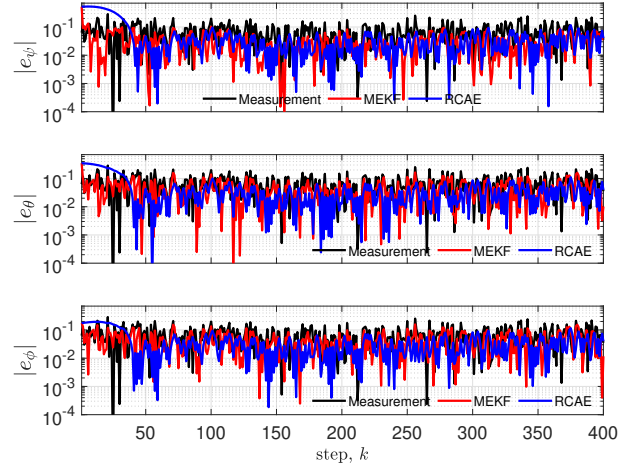 10^-1
10^-2
10^-3
10^-4
|e_ψ|
Measurement MEKF RCAE
10^-1
10^-2
10^-3
10^-4
|e_θ|
Measurement MEKF RCAE
10^-1
10^-2
10^-3
10^-4
|e_ϕ|
Measurement MEKF RCAE
50 100 150 200 250 300 350 400
step, k